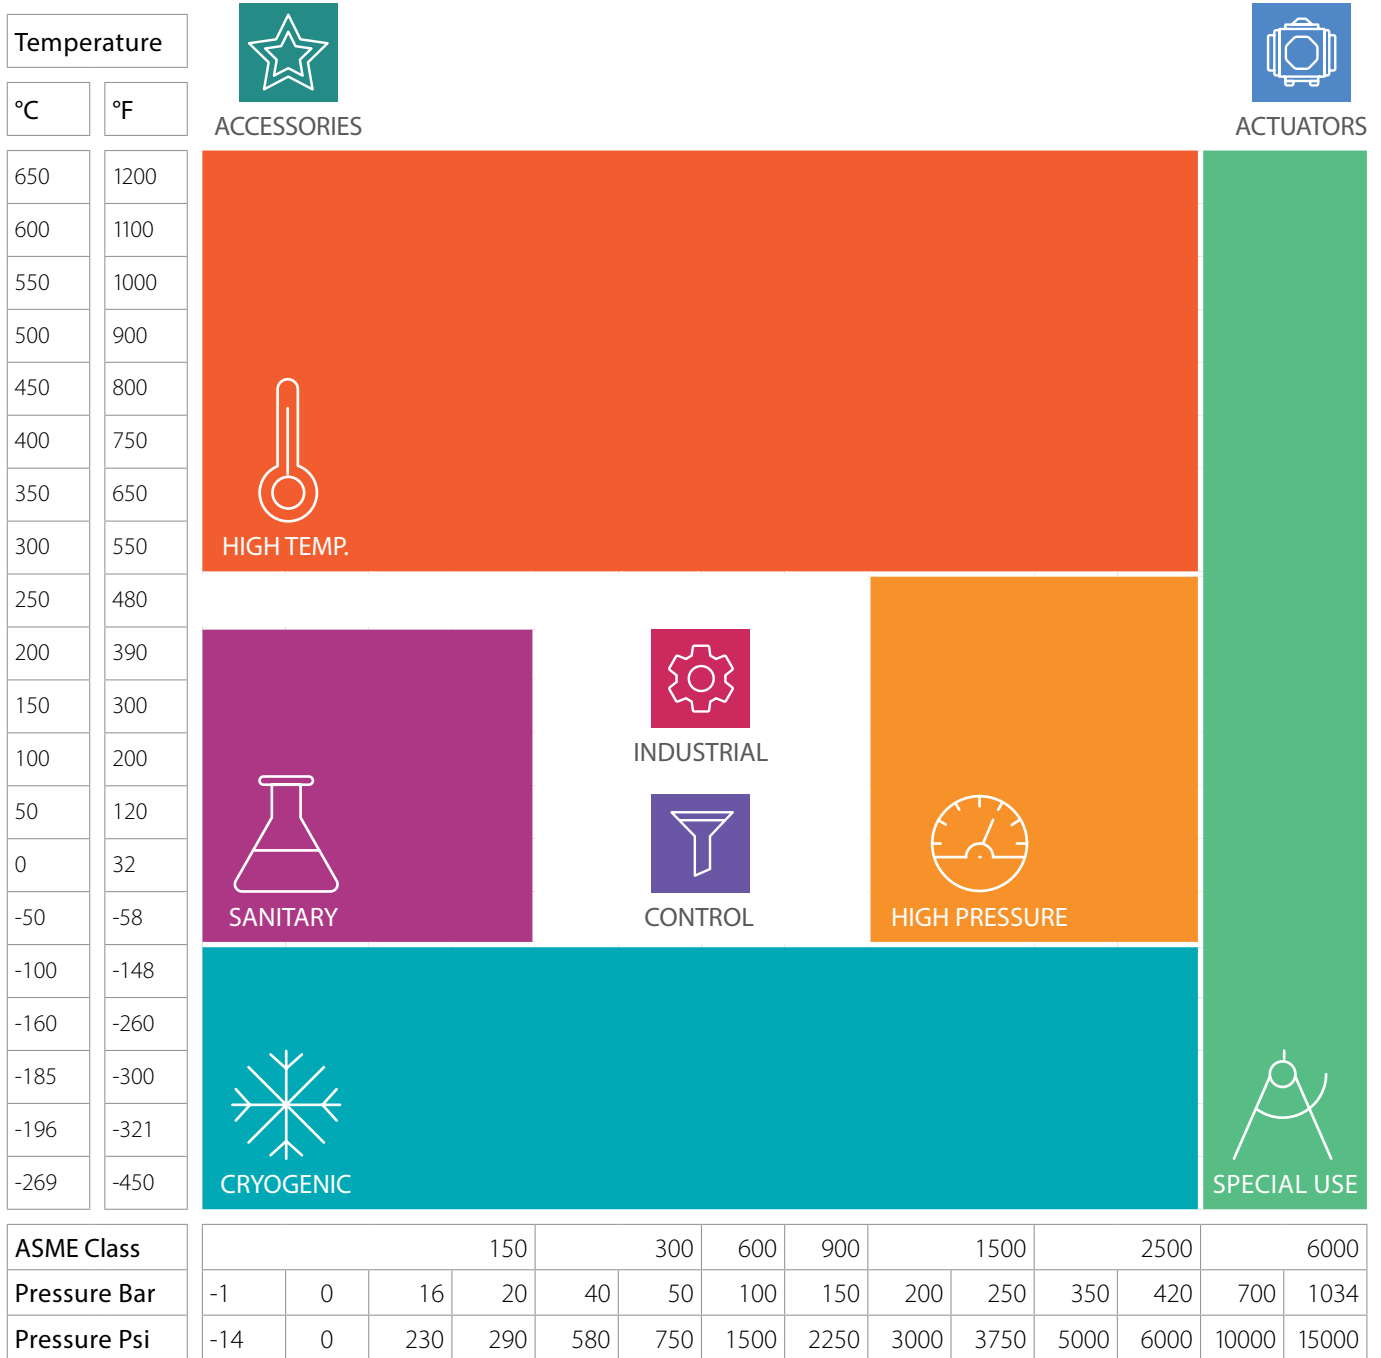 Temperature
°C °F
ACCESSORIES ACTUATORS
650 1200
600 1100
550 1000
500 900
450 800
400 750
350 650
300 550
HIGH TEMP.
250 480
200 390
150 300
100 200
INDUSTRIAL
50 120
0 32
-50 -58
SANITARY CONTROL HIGH PRESSURE
-100 -148
-160 -260
-185 -300
-196 -321
-269 -450
CRYOGENIC SPECIAL USE
ASME Class 150 300 600 900 1500 2500 6000
Pressure Bar -1 0 16 20 40 50 100 150 200 250 350 420 700 1034
Pressure Psi -14 0 230 290 580 750 1500 2250 3000 3750 5000 6000 10000 15000